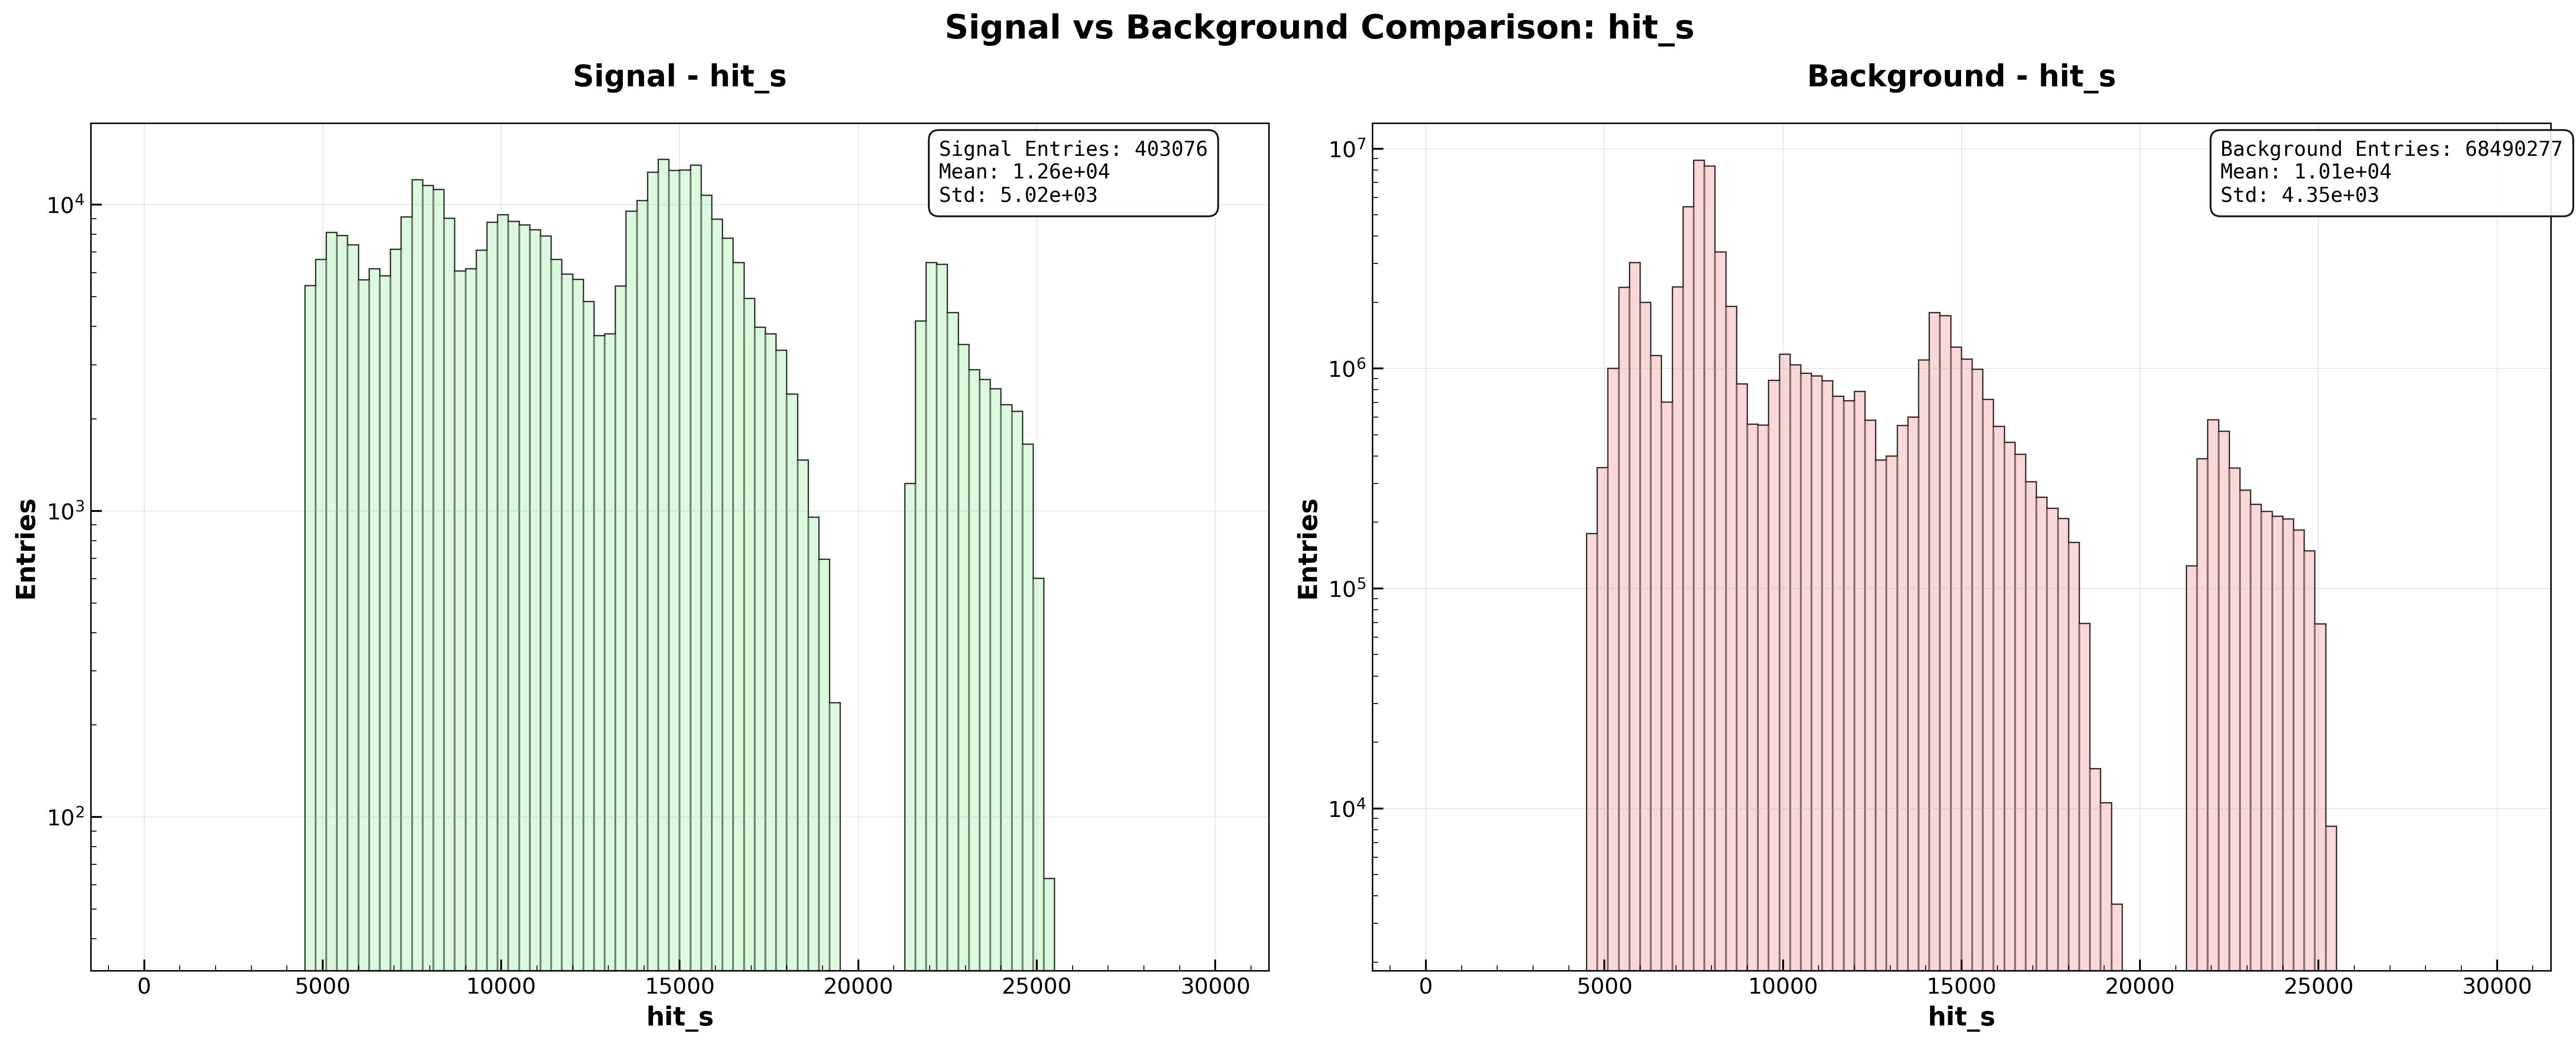 Signal vs Background Comparison: hit_s
Signal - hit_s
Signal Entries: 403076
Mean: 1.26e+04
Std: 5.02e+03
Entries
10^4
10^3
10^2
0 5000 10000 15000 20000 25000 30000
hit_s
Background - hit_s
Background Entries: 68490277
Mean: 1.01e+04
Std: 4.35e+03
Entries
10^7
10^6
10^5
10^4
0 5000 10000 15000 20000 25000 30000
hit_s